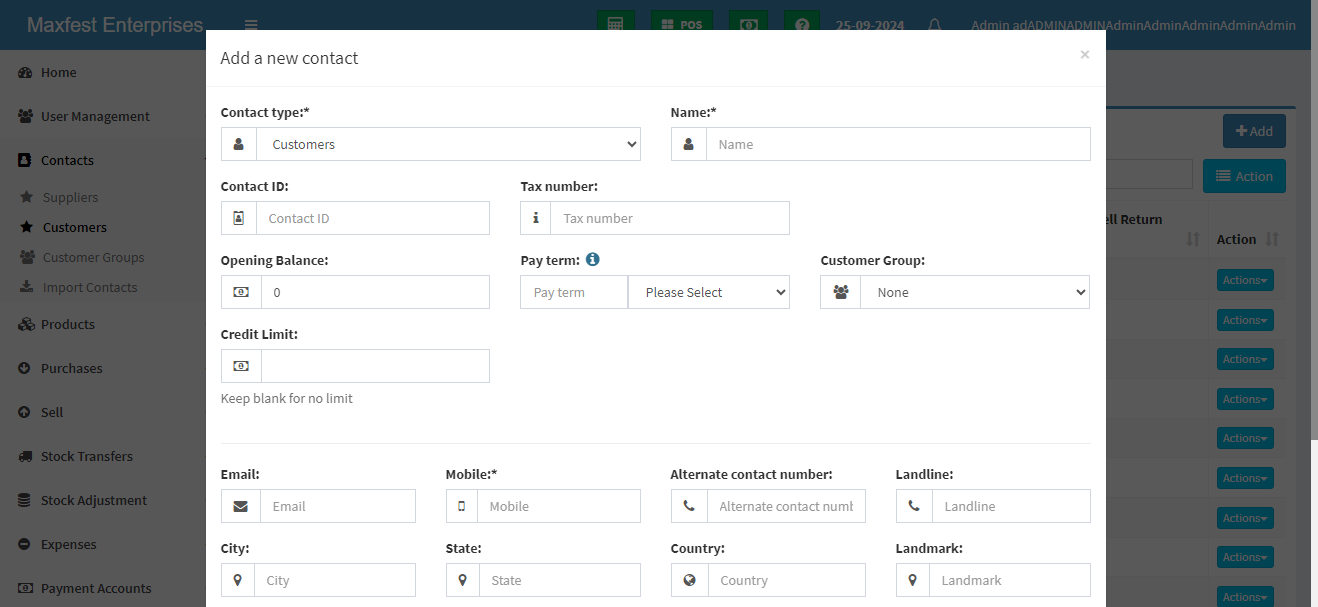 Maxfest Enterprises
POS
25-09-2024
Admin adADMINADMINAdminAdminAdminAdminAdmin
Home
User Management
Contacts
Suppliers
Customers
Customer Groups
Import Contacts
Products
Purchases
Sell
Stock Transfers
Stock Adjustment
Expenses
Payment Accounts
Add a new contact
×
Contact type:* Name:*
Customers Name
Contact ID: Tax number:
Contact ID Tax number
Opening Balance: Pay term: Customer Group:
0 Pay term Please Select None
Credit Limit:
Keep blank for no limit
Email: Mobile:* Alternate contact number: Landline:
Email Mobile Alternate contact numb Landline
City: State: Country: Landmark:
City State Country Landmark
Add
Action
ell Return
Action
Actions
Actions
Actions
Actions
Actions
Actions
Actions
Actions
Actions